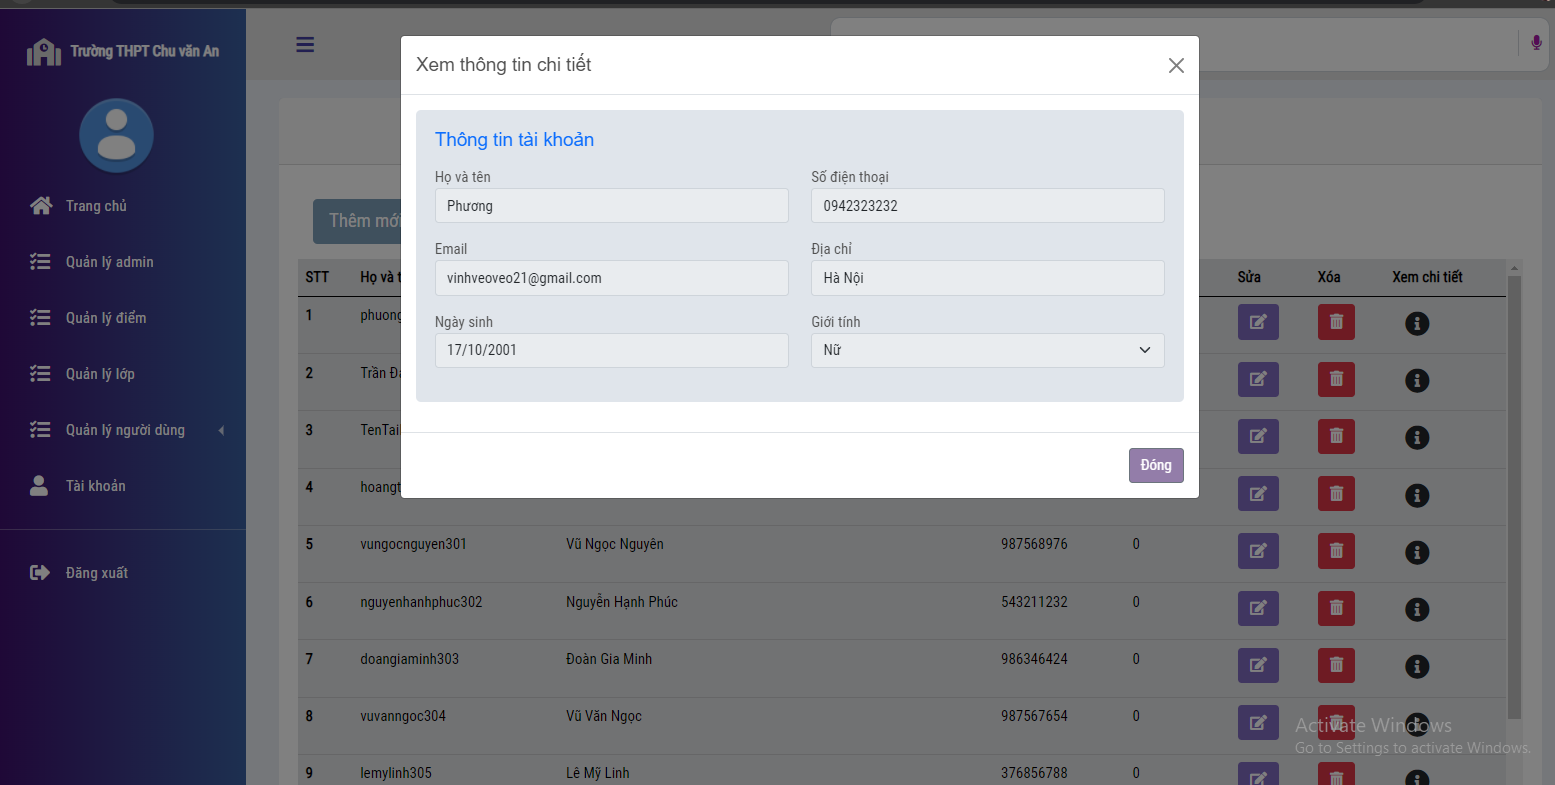 Trường THPT Chu văn An
Trang chủ
Quản lý admin
Quản lý điểm
Quản lý lớp
Quản lý người dùng
Tài khoản
Đăng xuất
Xem thông tin chi tiết
Thông tin tài khoản
Họ và tên
Số điện thoại
Phương
0942323232
Email
Địa chỉ
vinhveoveo21@gmail.com
Hà Nội
Ngày sinh
Giới tính
17/10/2001
Nữ
Đóng
Thêm mới
STT Họ và t Sửa Xóa Xem chi tiết
1 phuong
2 Trần Đ
3 TenTai
4 hoangt
5 vungocnguyen301 Vũ Ngọc Nguyên 987568976 0
6 nguyenhanhphuc302 Nguyễn Hạnh Phúc 543211232 0
7 doangiaminh303 Đoàn Gia Minh 986346424 0
8 vuvanngoc304 Vũ Văn Ngọc 987567654 0
9 lemylinh305 Lê Mỹ Linh 376856788 0
Activate Windows
Go to Settings to activate Windows.